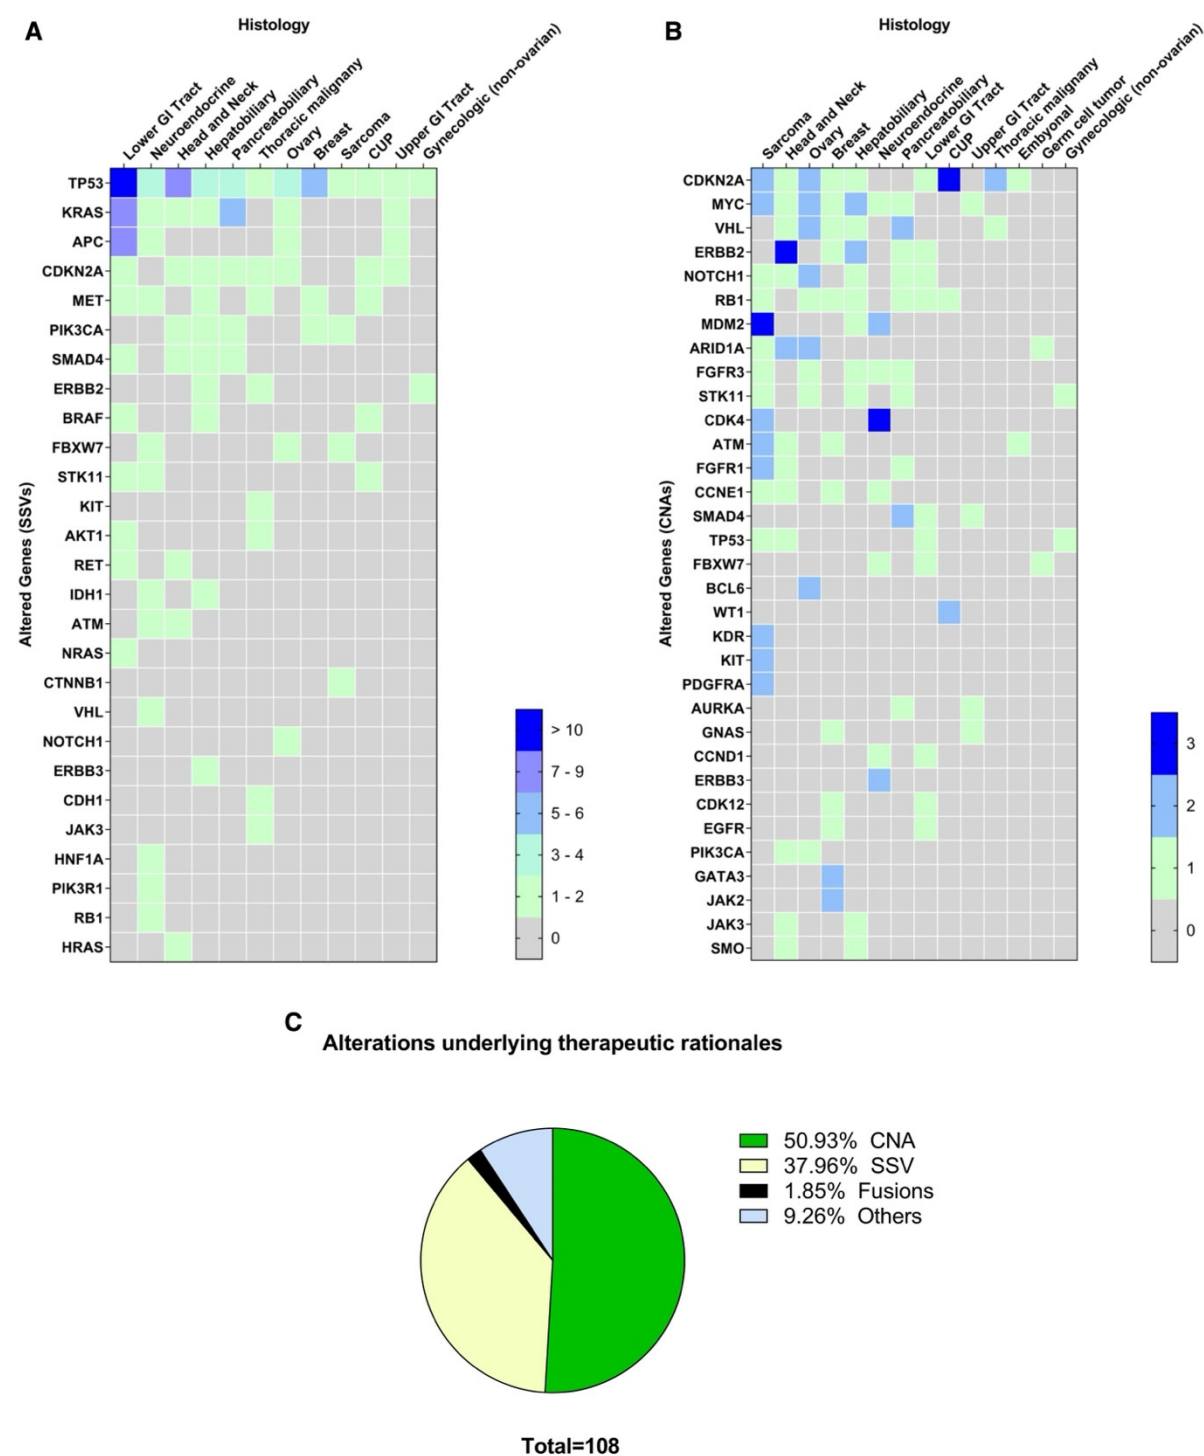 A
Histology
Lower GI Tract
Neuroendocrine
Head and Neck
Hepatobiliary
Pancreatobiliary
Thoracic malignany
Ovary
Breast
Sarcoma
CUP
Upper GI Tract
Gynecologic (non-ovarian)
Altered Genes (SSVs)
TP53
KRAS
APC
CDKN2A
MET
PIK3CA
SMAD4
ERBB2
BRAF
FBXW7
STK11
KIT
AKT1
RET
IDH1
ATM
NRAS
CTNNB1
VHL
NOTCH1
ERBB3
CDH1
JAK3
HNF1A
PIK3R1
RB1
HRAS
> 10
7 - 9
5 - 6
3 - 4
1 - 2
0
B
Histology
Sarcoma
Head and Neck
Ovary
Breast
Hepatobiliary
Neuroendocrine
Pancreatobiliary
Lower GI Tract
CUP
Upper GI Tract
Thoracic malignany
Embyonal
Germ cell tumor
Gynecologic (non-ovarian)
Altered Genes (CNAs)
CDKN2A
MYC
VHL
ERBB2
NOTCH1
RB1
MDM2
ARID1A
FGFR3
STK11
CDK4
ATM
FGFR1
CCNE1
SMAD4
TP53
FBXW7
BCL6
WT1
KDR
KIT
PDGFRA
AURKA
GNAS
CCND1
ERBB3
CDK12
EGFR
PIK3CA
GATA3
JAK2
JAK3
SMO
3
2
1
0
C
Alterations underlying therapeutic rationales
50.93% CNA
37.96% SSV
1.85% Fusions
9.26% Others
Total=108